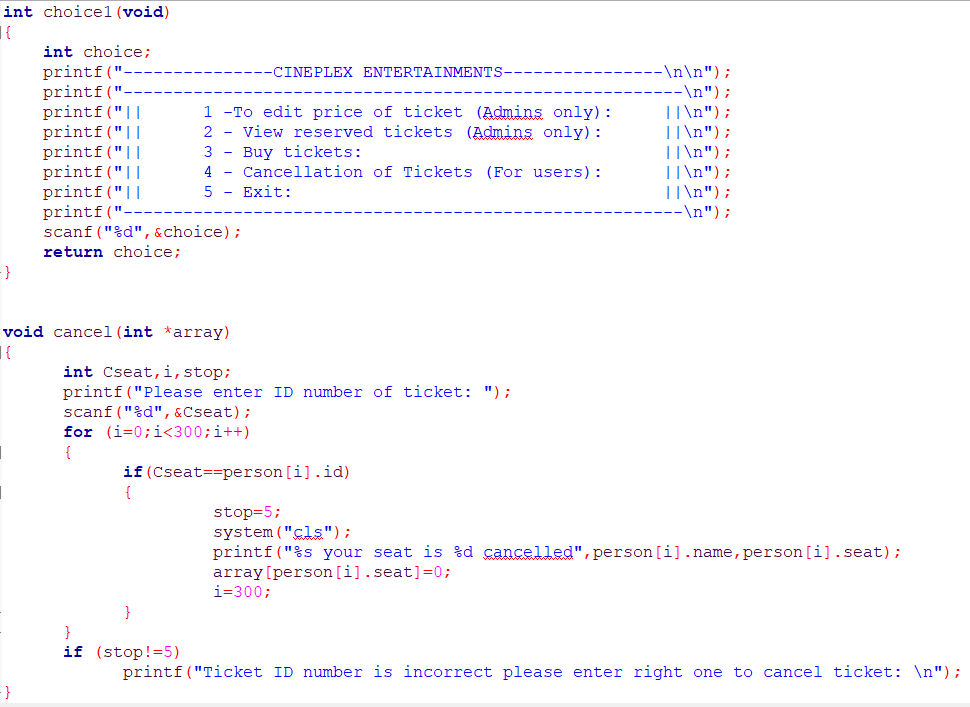 int choice1(void)
{
    int choice;
    printf("---------------CINEPLEX ENTERTAINMENTS----------------\n\n");
    printf("--------------------------------------------------------\n");
    printf("||      1 -To edit price of ticket (Admins only):     ||\n");
    printf("||      2 - View reserved tickets (Admins only):      ||\n");
    printf("||      3 - Buy tickets:                              ||\n");
    printf("||      4 - Cancellation of Tickets (For users):      ||\n");
    printf("||      5 - Exit:                                     ||\n");
    printf("--------------------------------------------------------\n");
    scanf("%d",&choice);
    return choice;
}
void cancel(int *array)
{
      int Cseat,i,stop;
      printf("Please enter ID number of ticket: ");
      scanf("%d",&Cseat);
      for (i=0;i<300;i++)
      {
            if(Cseat==person[i].id)
            {
                     stop=5;
                     system("cls");
                     printf("%s your seat is %d cancelled",person[i].name,person[i].seat);
                     array[person[i].seat]=0;
                     i=300;
            }
      }
      if (stop!=5)
            printf("Ticket ID number is incorrect please enter right one to cancel ticket: \n");
}